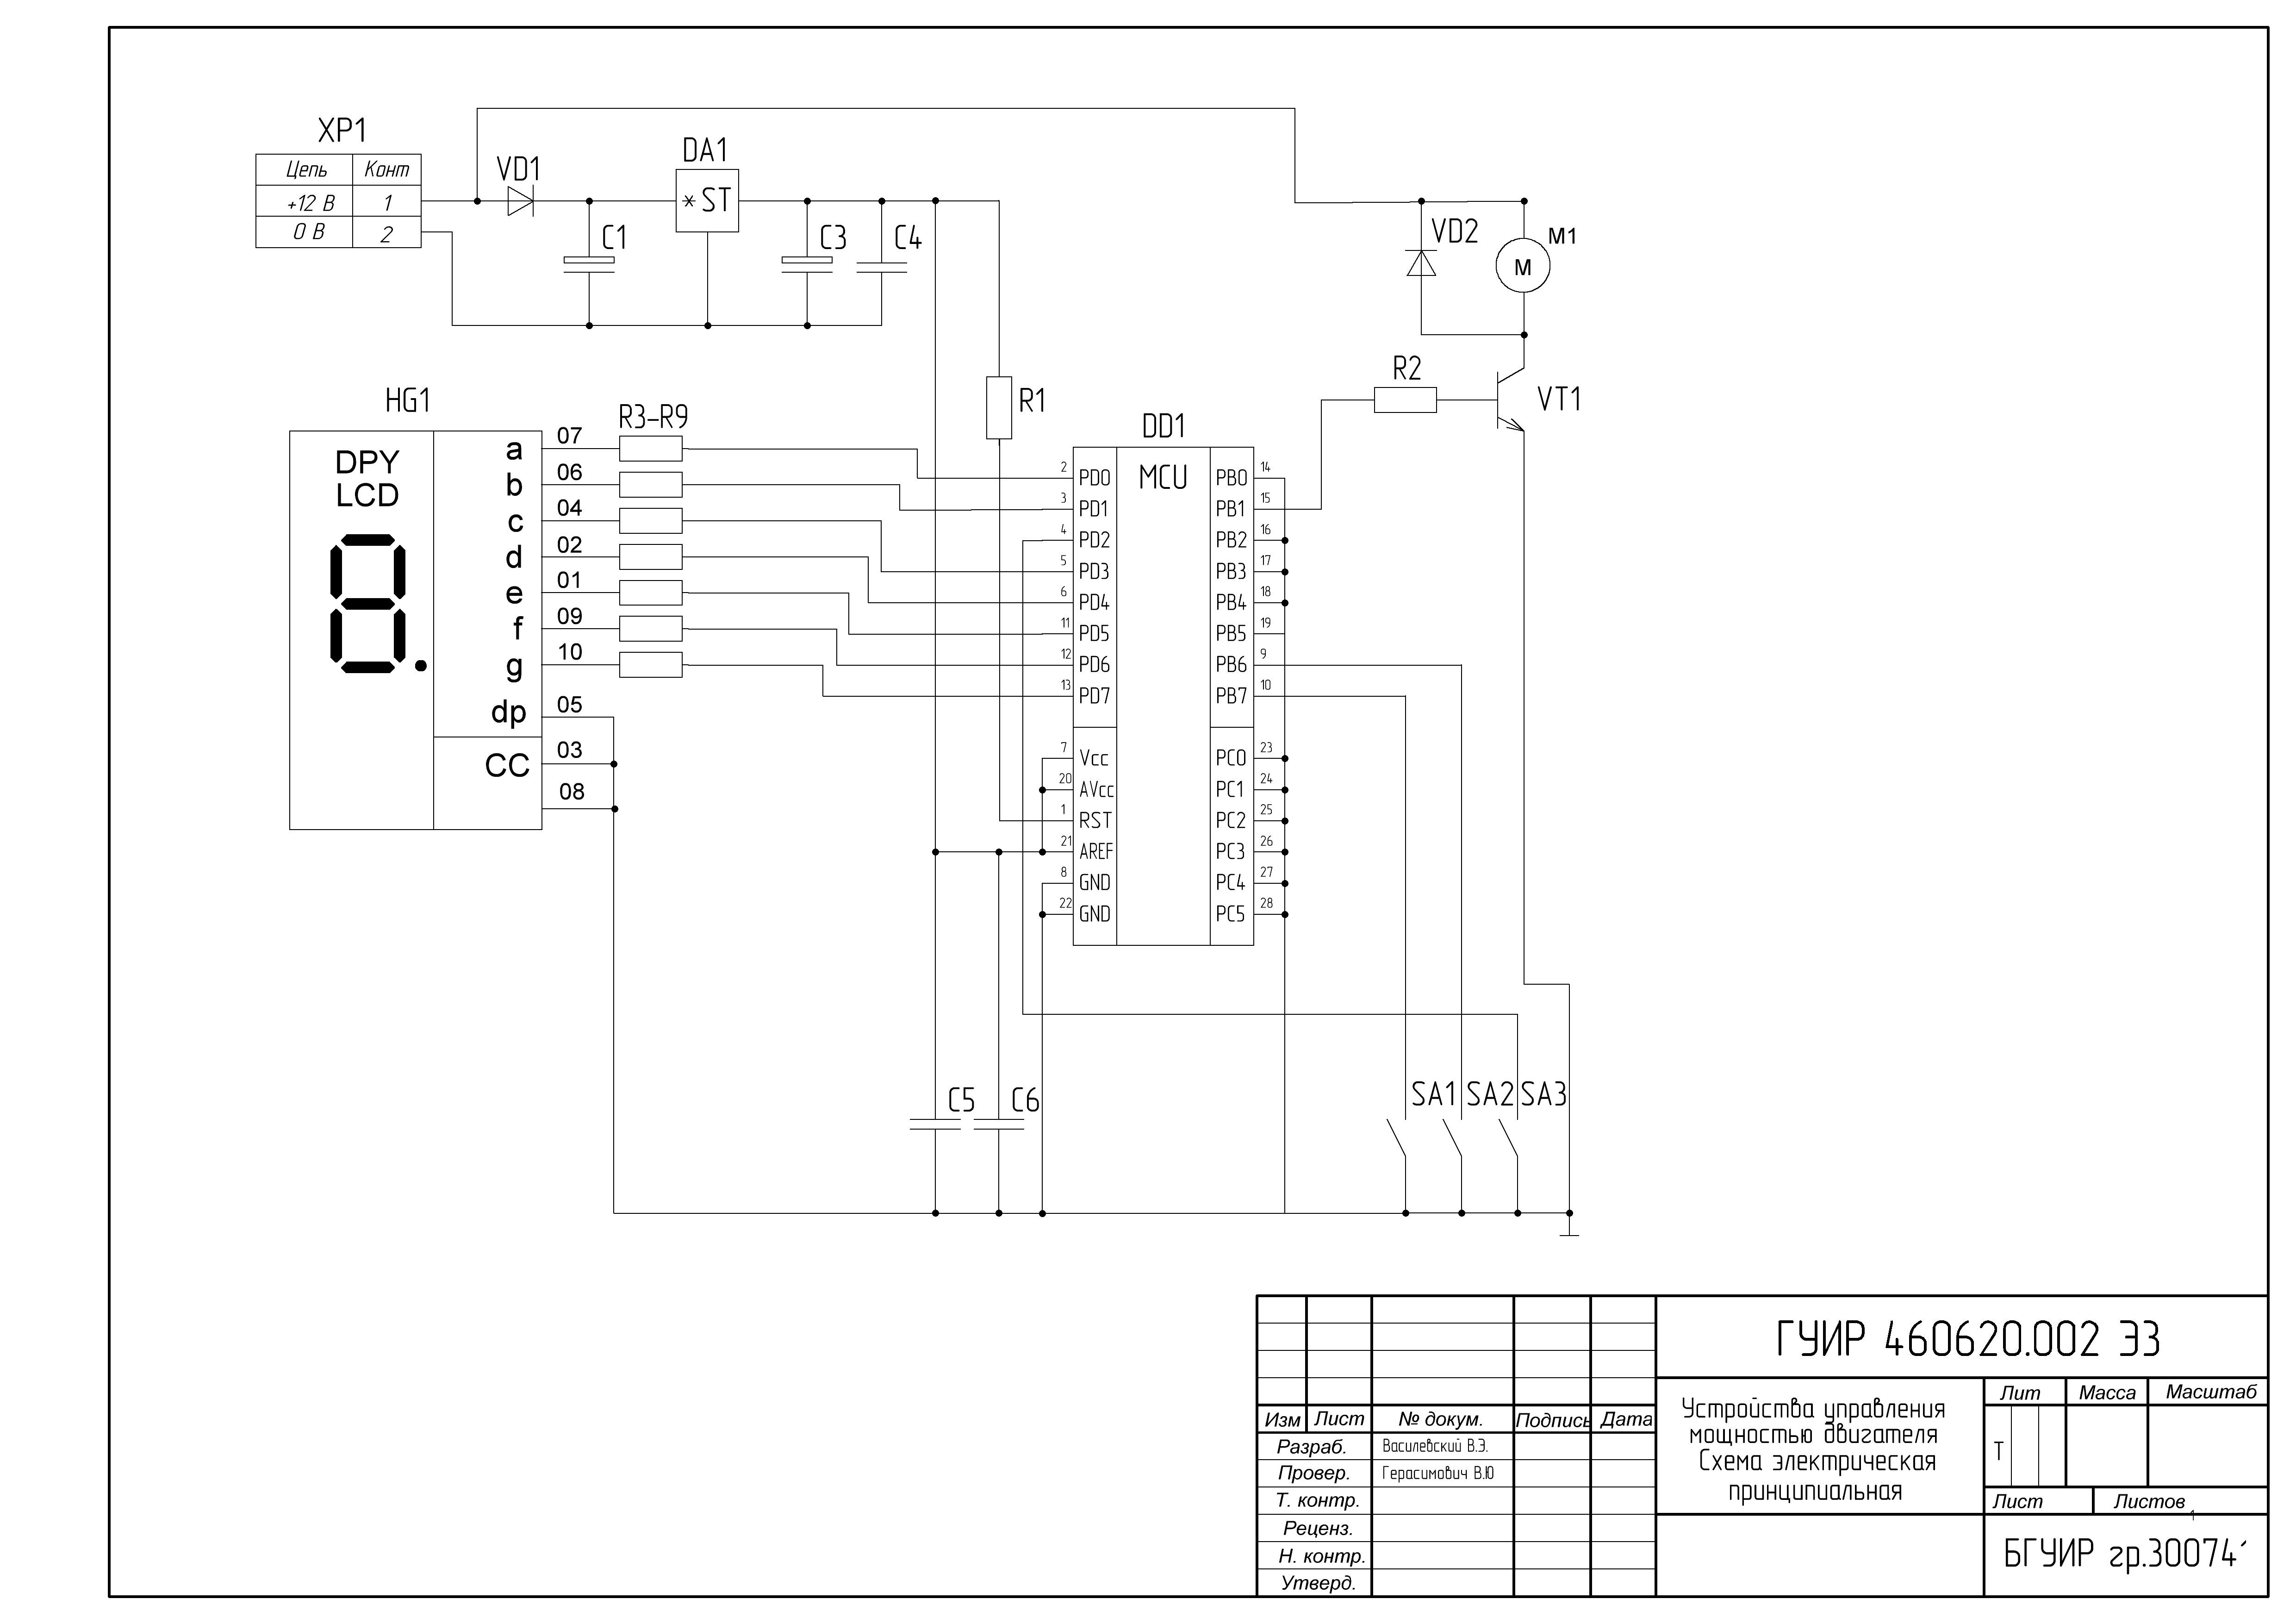 XP1
Цепь Конт
+12 В 1
0 В 2
VD1
DA1
* ST
C1
C3
C4
VD2
M1
M
R2
VT1
R1
HG1
R3-R9
DPY
LCD
a 07
b 06
c 04
d 02
e 01
f 09
g 10
dp 05
CC 03
08
DD1
MCU
2 PD0 PB0 14
3 PD1 PB1 15
4 PD2 PB2 16
5 PD3 PB3 17
6 PD4 PB4 18
11 PD5 PB5 19
12 PD6 PB6 9
13 PD7 PB7 10
7 Vcc PC0 23
20 AVcc PC1 24
1 RST PC2 25
21 AREF PC3 26
8 GND PC4 27
22 GND PC5 28
C5
C6
SA1
SA2
SA3
ГУИР 460620.002 Э3
Устройства управления
мощностью двигателя
Схема электрическая
принципиальная
Лит Масса Масштаб
Т
Лист Листов
1
Изм Лист № докум. Подпись Дата
Разраб. Василевский В.Э.
Провер. Герасимович В.Ю
Т. контр.
Реценз.
Н. контр.
Утверд.
БГУИР гр.30074